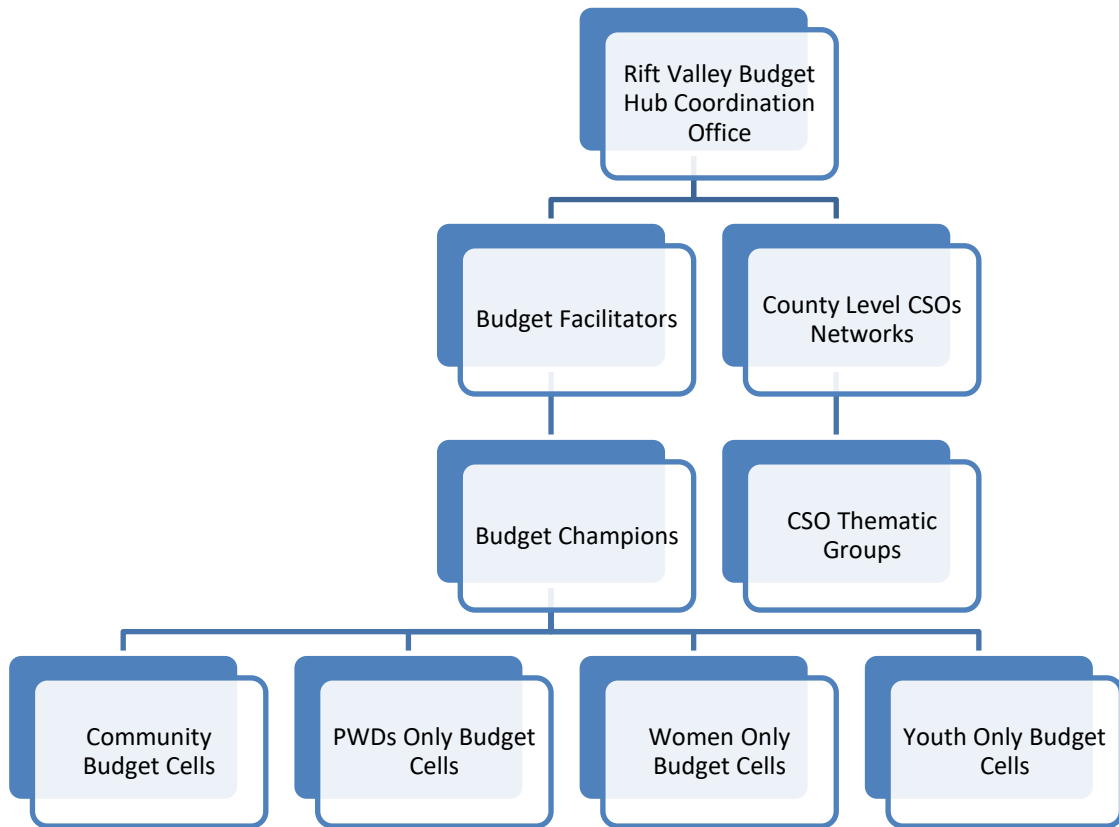 Rift Valley Budget
Hub Coordination
Office
Budget Facilitators
County Level CSOs
Networks
Budget Champions
CSO Thematic
Groups
Community
Budget Cells
PWDs Only Budget
Cells
Women Only
Budget Cells
Youth Only Budget
Cells